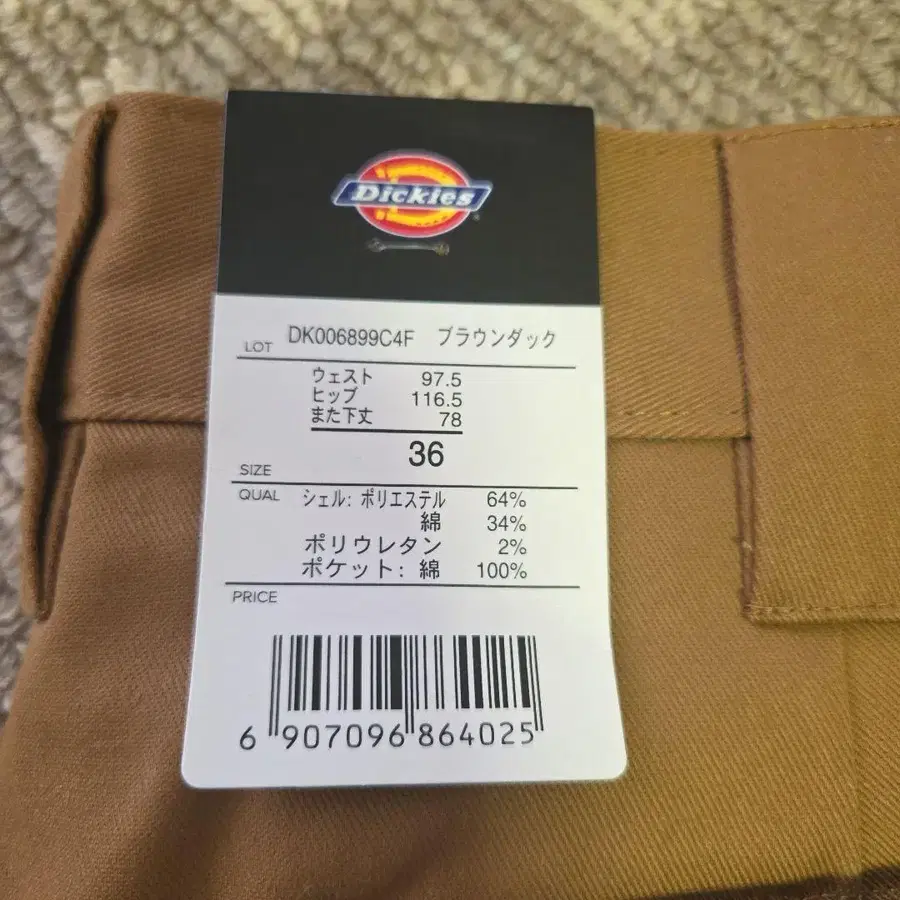 Dickies
LOT DK006899C4F ブラウンダック
ウェスト 97.5
ヒップ 116.5
また下丈 78
SIZE 36
QUAL シェル: ポリエステル 64%
綿 34%
ポリウレタン 2%
ポケット: 綿 100%
PRICE
6 907096 864025